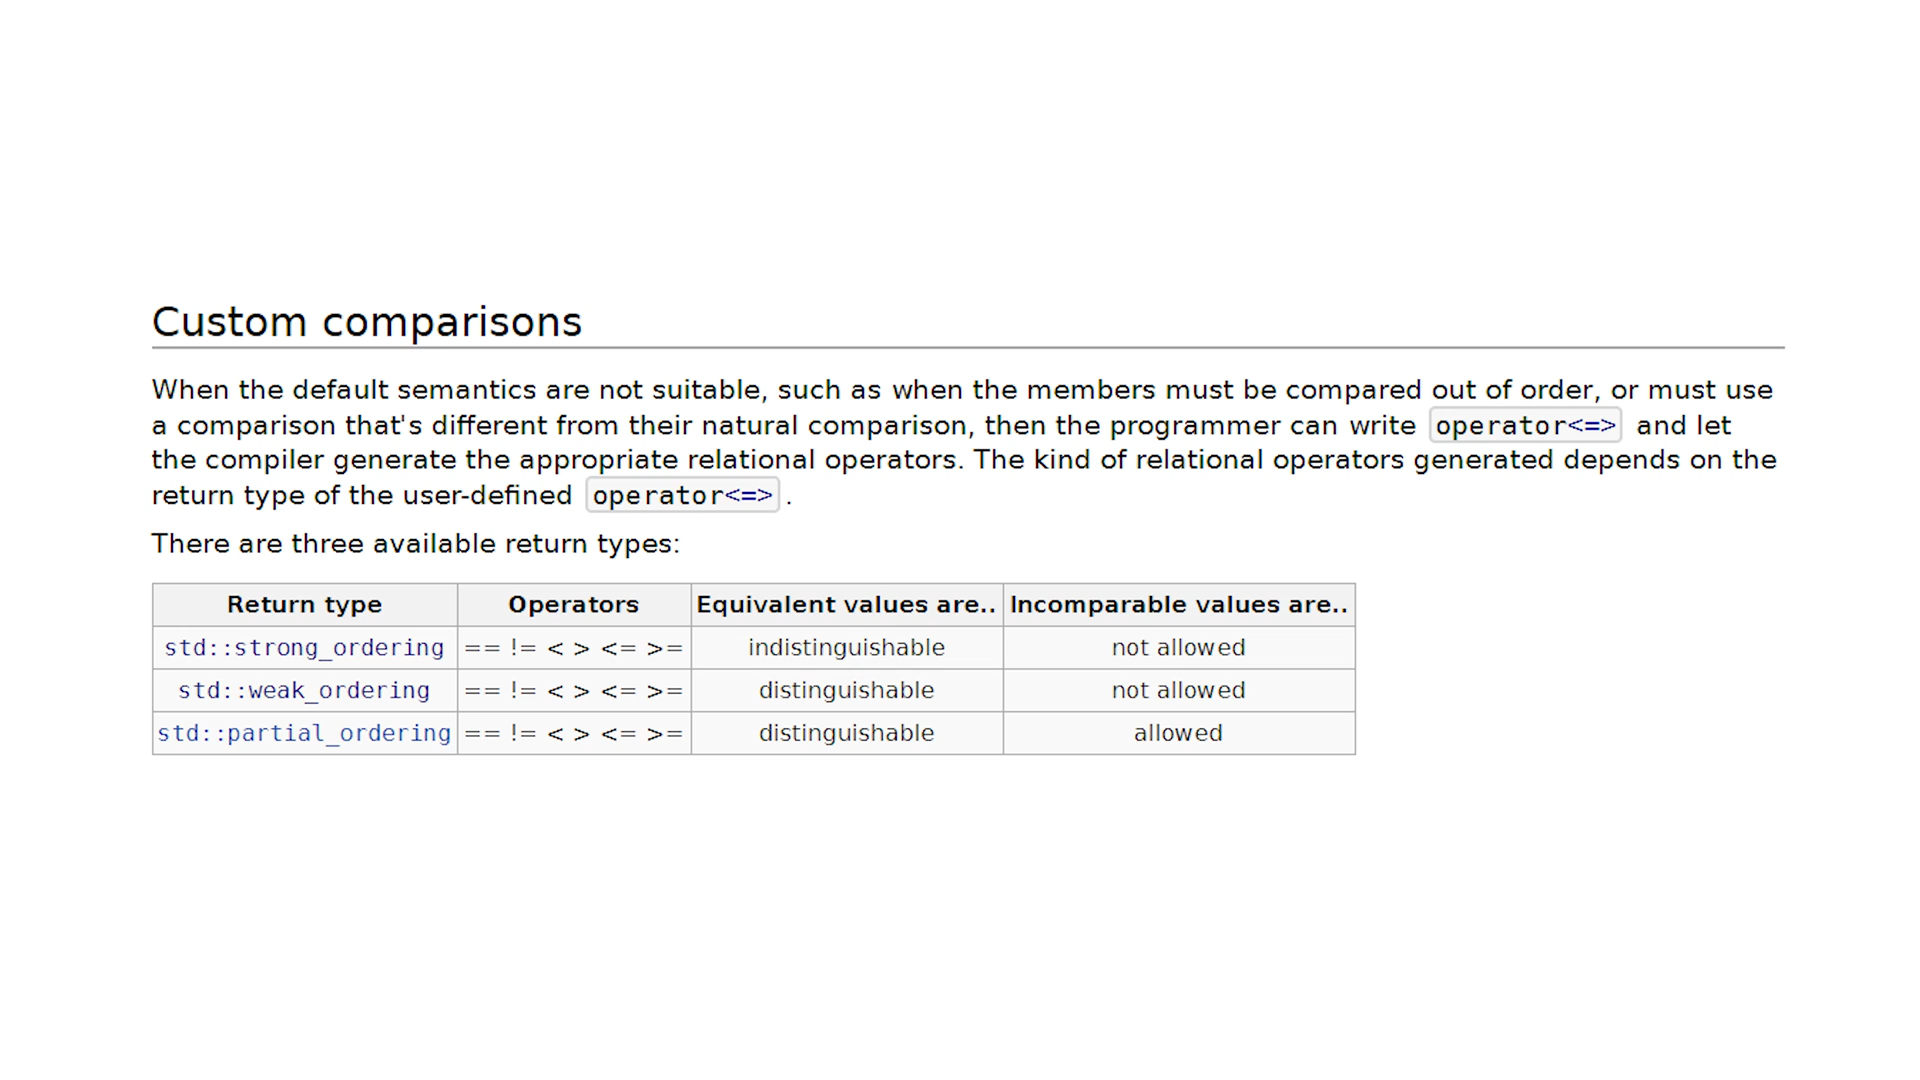 Custom comparisons
When the default semantics are not suitable, such as when the members must be compared out of order, or must use
a comparison that's different from their natural comparison, then the programmer can write operator<=> and let
the compiler generate the appropriate relational operators. The kind of relational operators generated depends on the
return type of the user-defined operator<=> .
There are three available return types:
Return type Operators Equivalent values are.. Incomparable values are..
std::strong_ordering == != < > <= >= indistinguishable not allowed
std::weak_ordering == != < > <= >= distinguishable not allowed
std::partial_ordering == != < > <= >= distinguishable allowed